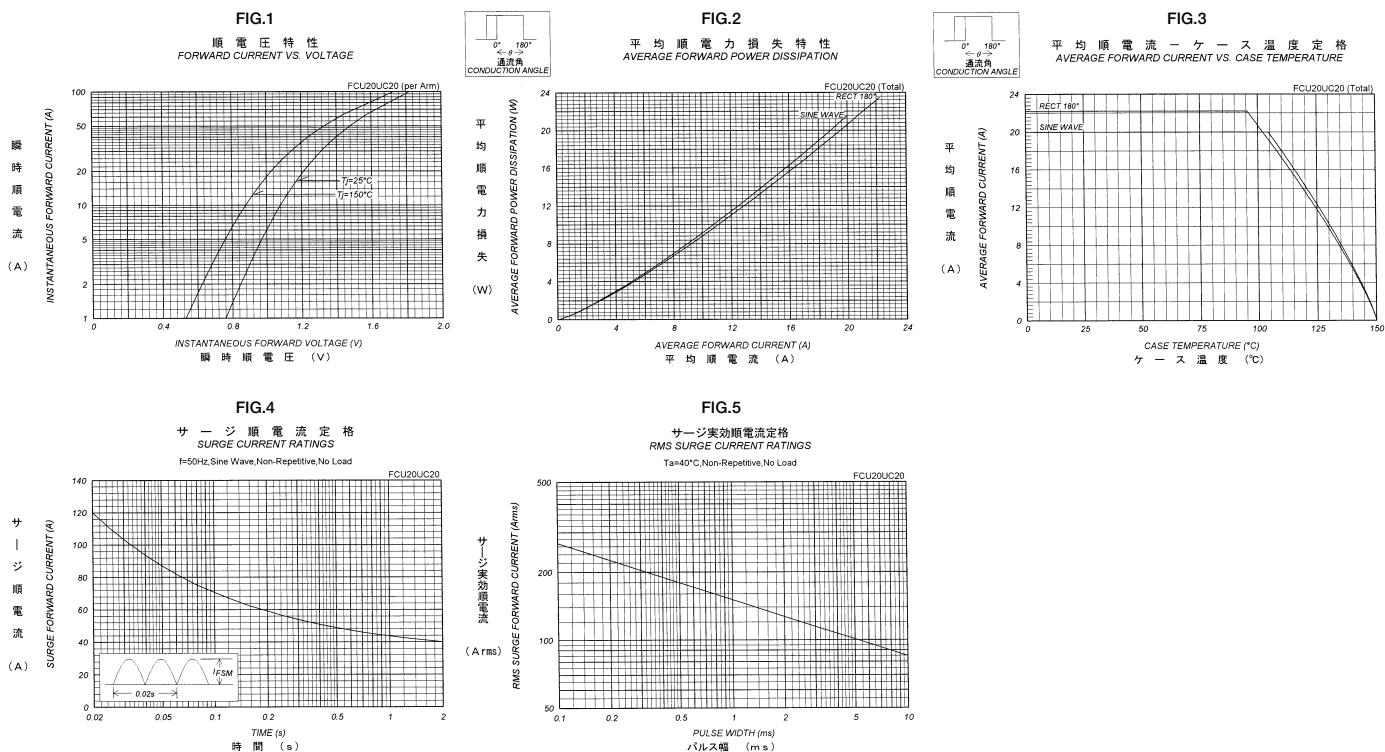 FIG.1
順 電 圧 特 性
FORWARD CURRENT VS. VOLTAGE
FCU20UC20 (per Arm)
瞬時順電流 (A)
INSTANTANEOUS FORWARD CURRENT (A)
100
50
20
10
5
2
1
Tj=25°C
Tj=150°C
0 0.4 0.8 1.2 1.6 2.0
INSTANTANEOUS FORWARD VOLTAGE (V)
瞬 時 順 電 圧 (V)
FIG.2
0° 180°
θ
通流角
CONDUCTION ANGLE
平 均 順 電 力 損 失 特 性
AVERAGE FORWARD POWER DISSIPATION
FCU20UC20 (Total)
平均順電力損失 (W)
AVERAGE FORWARD POWER DISSIPATION (W)
24
20
16
12
8
4
0
RECT 180°
SINE WAVE
0 4 8 12 16 20 24
AVERAGE FORWARD CURRENT (A)
平 均 順 電 流 (A)
FIG.3
0° 180°
θ
通流角
CONDUCTION ANGLE
平 均 順 電 流 ー ケ ー ス 温 度 定 格
AVERAGE FORWARD CURRENT VS. CASE TEMPERATURE
FCU20UC20 (Total)
平均順電流 (A)
AVERAGE FORWARD CURRENT (A)
24
20
16
12
8
4
0
RECT 180°
SINE WAVE
0 25 50 75 100 125 150
CASE TEMPERATURE (°C)
ケ ー ス 温 度 (℃)
FIG.4
サ ー ジ 順 電 流 定 格
SURGE CURRENT RATINGS
f=50Hz,Sine Wave,Non-Repetitive,No Load
FCU20UC20
サージ順電流 (A)
SURGE FORWARD CURRENT (A)
140
120
100
80
60
40
20
0
IFSM
0.02s
0.02 0.05 0.1 0.2 0.5 1 2
TIME (s)
時 間 (s)
FIG.5
サージ実効順電流定格
RMS SURGE CURRENT RATINGS
Ta=40°C,Non-Repetitive,No Load
FCU20UC20
サージ実効順電流 (Arms)
RMS SURGE FORWARD CURRENT (Arms)
500
200
100
50
0.1 0.2 0.5 1 2 5 10
PULSE WIDTH (ms)
パルス幅 (ms)